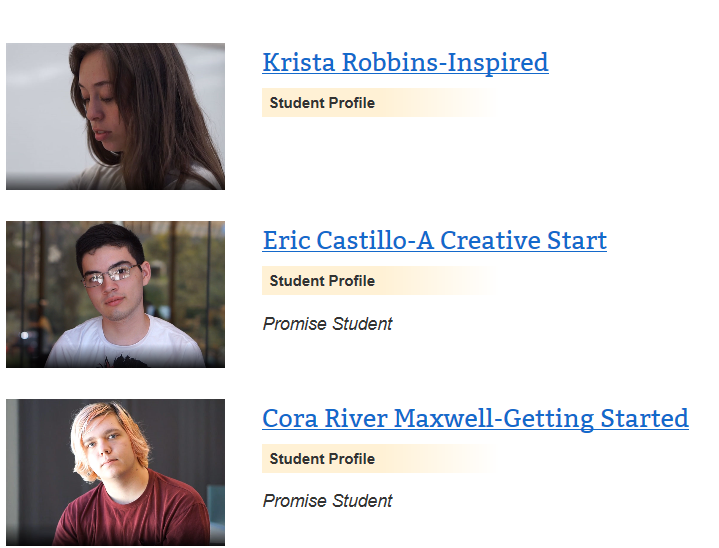 Krista Robbins-Inspired
Student Profile
Eric Castillo-A Creative Start
Student Profile
Promise Student
Cora River Maxwell-Getting Started
Student Profile
Promise Student